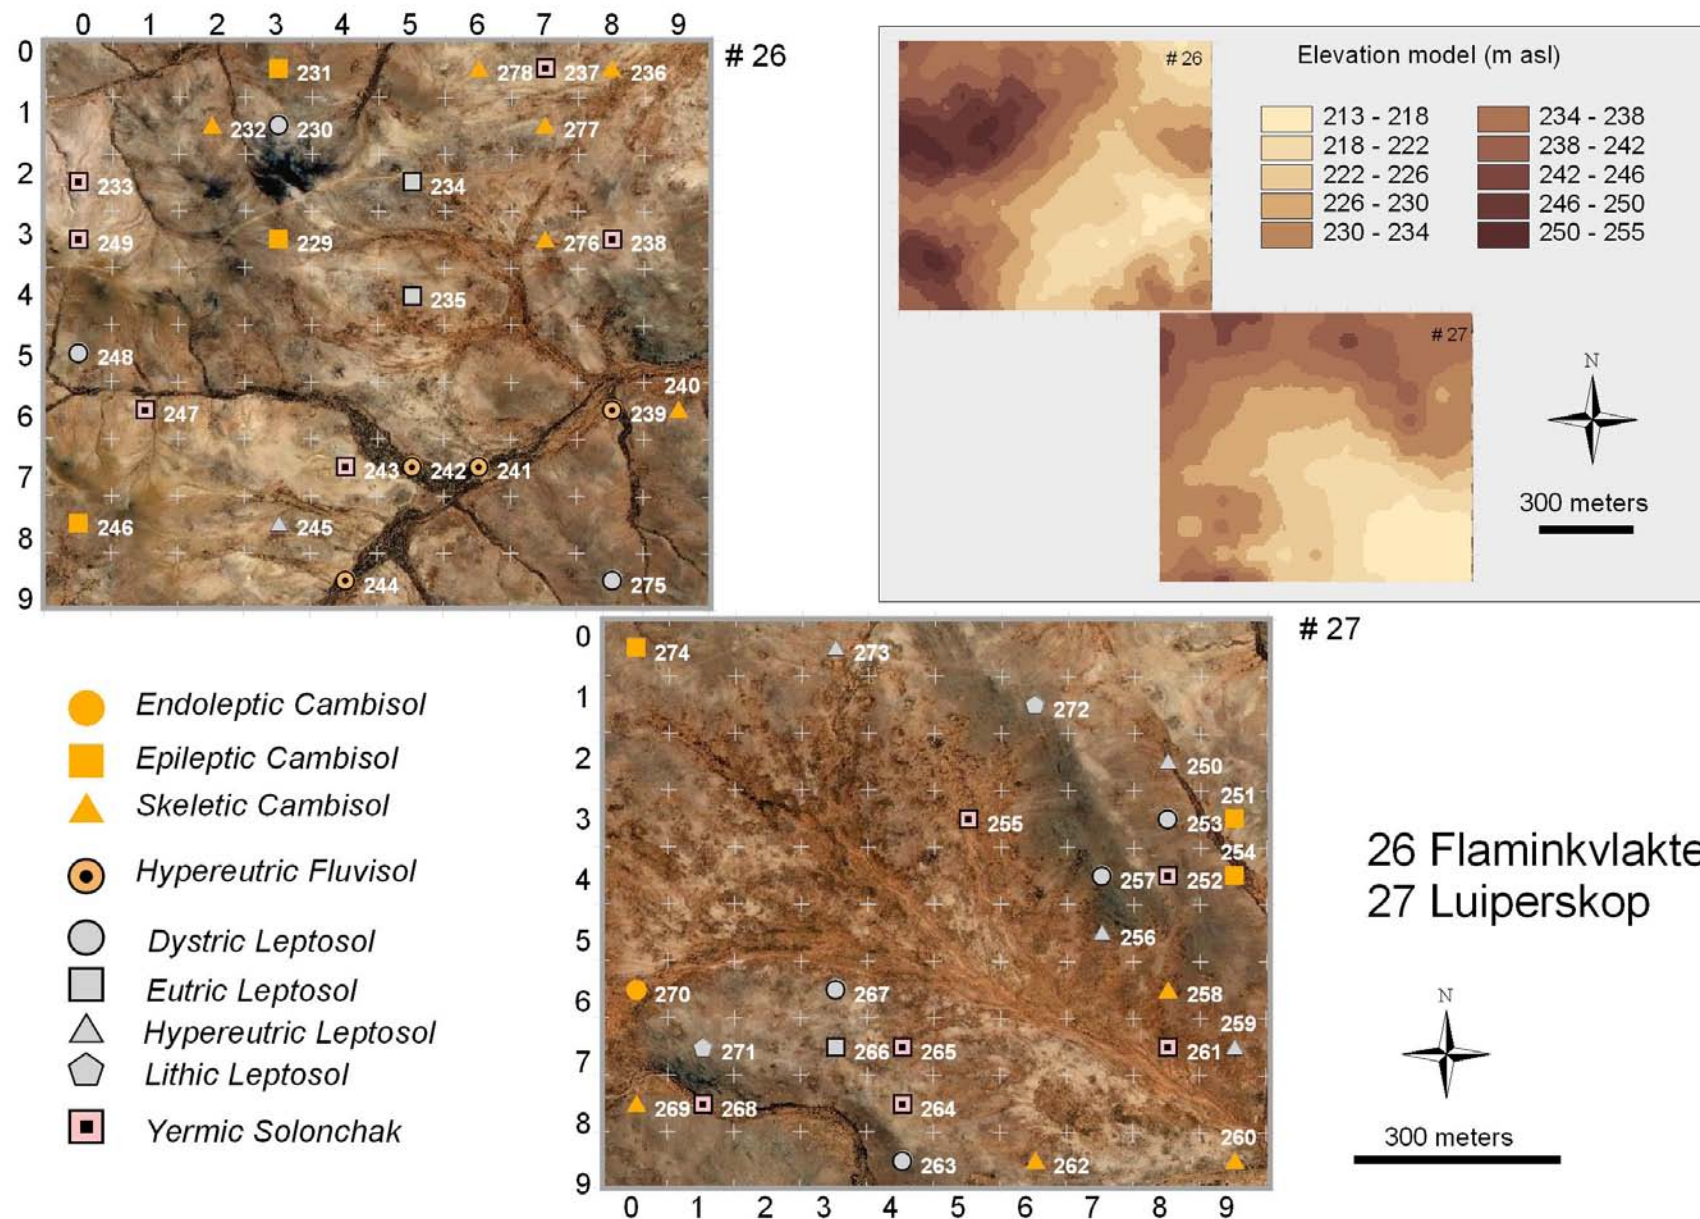 0 1 2 3 4 5 6 7 8 9
# 26
0
231 278 237 236
1
232 230 277
2
233 234
3
249 229 276 238
4
235
5
248
240
6
247 239
7
243 242 241
8
246 245
9
244 275
Elevation model (m asl)
# 26
213 - 218 234 - 238
218 - 222 238 - 242
222 - 226 242 - 246
226 - 230 246 - 250
230 - 234 250 - 255
# 27
N
300 meters
# 27
0
274 273
1
272
2
250
251
3
255 253
254
4
257 252
5
256
6
270 267 258
259
7
271 266 265 261
8
269 268 264
260
9
263 262
0 1 2 3 4 5 6 7 8 9
Endoleptic Cambisol
Epileptic Cambisol
Skeletic Cambisol
Hypereutric Fluvisol
Dystric Leptosol
Eutric Leptosol
Hypereutric Leptosol
Lithic Leptosol
Yermic Solonchak
26 Flaminkvlakte
27 Luiperskop
N
300 meters